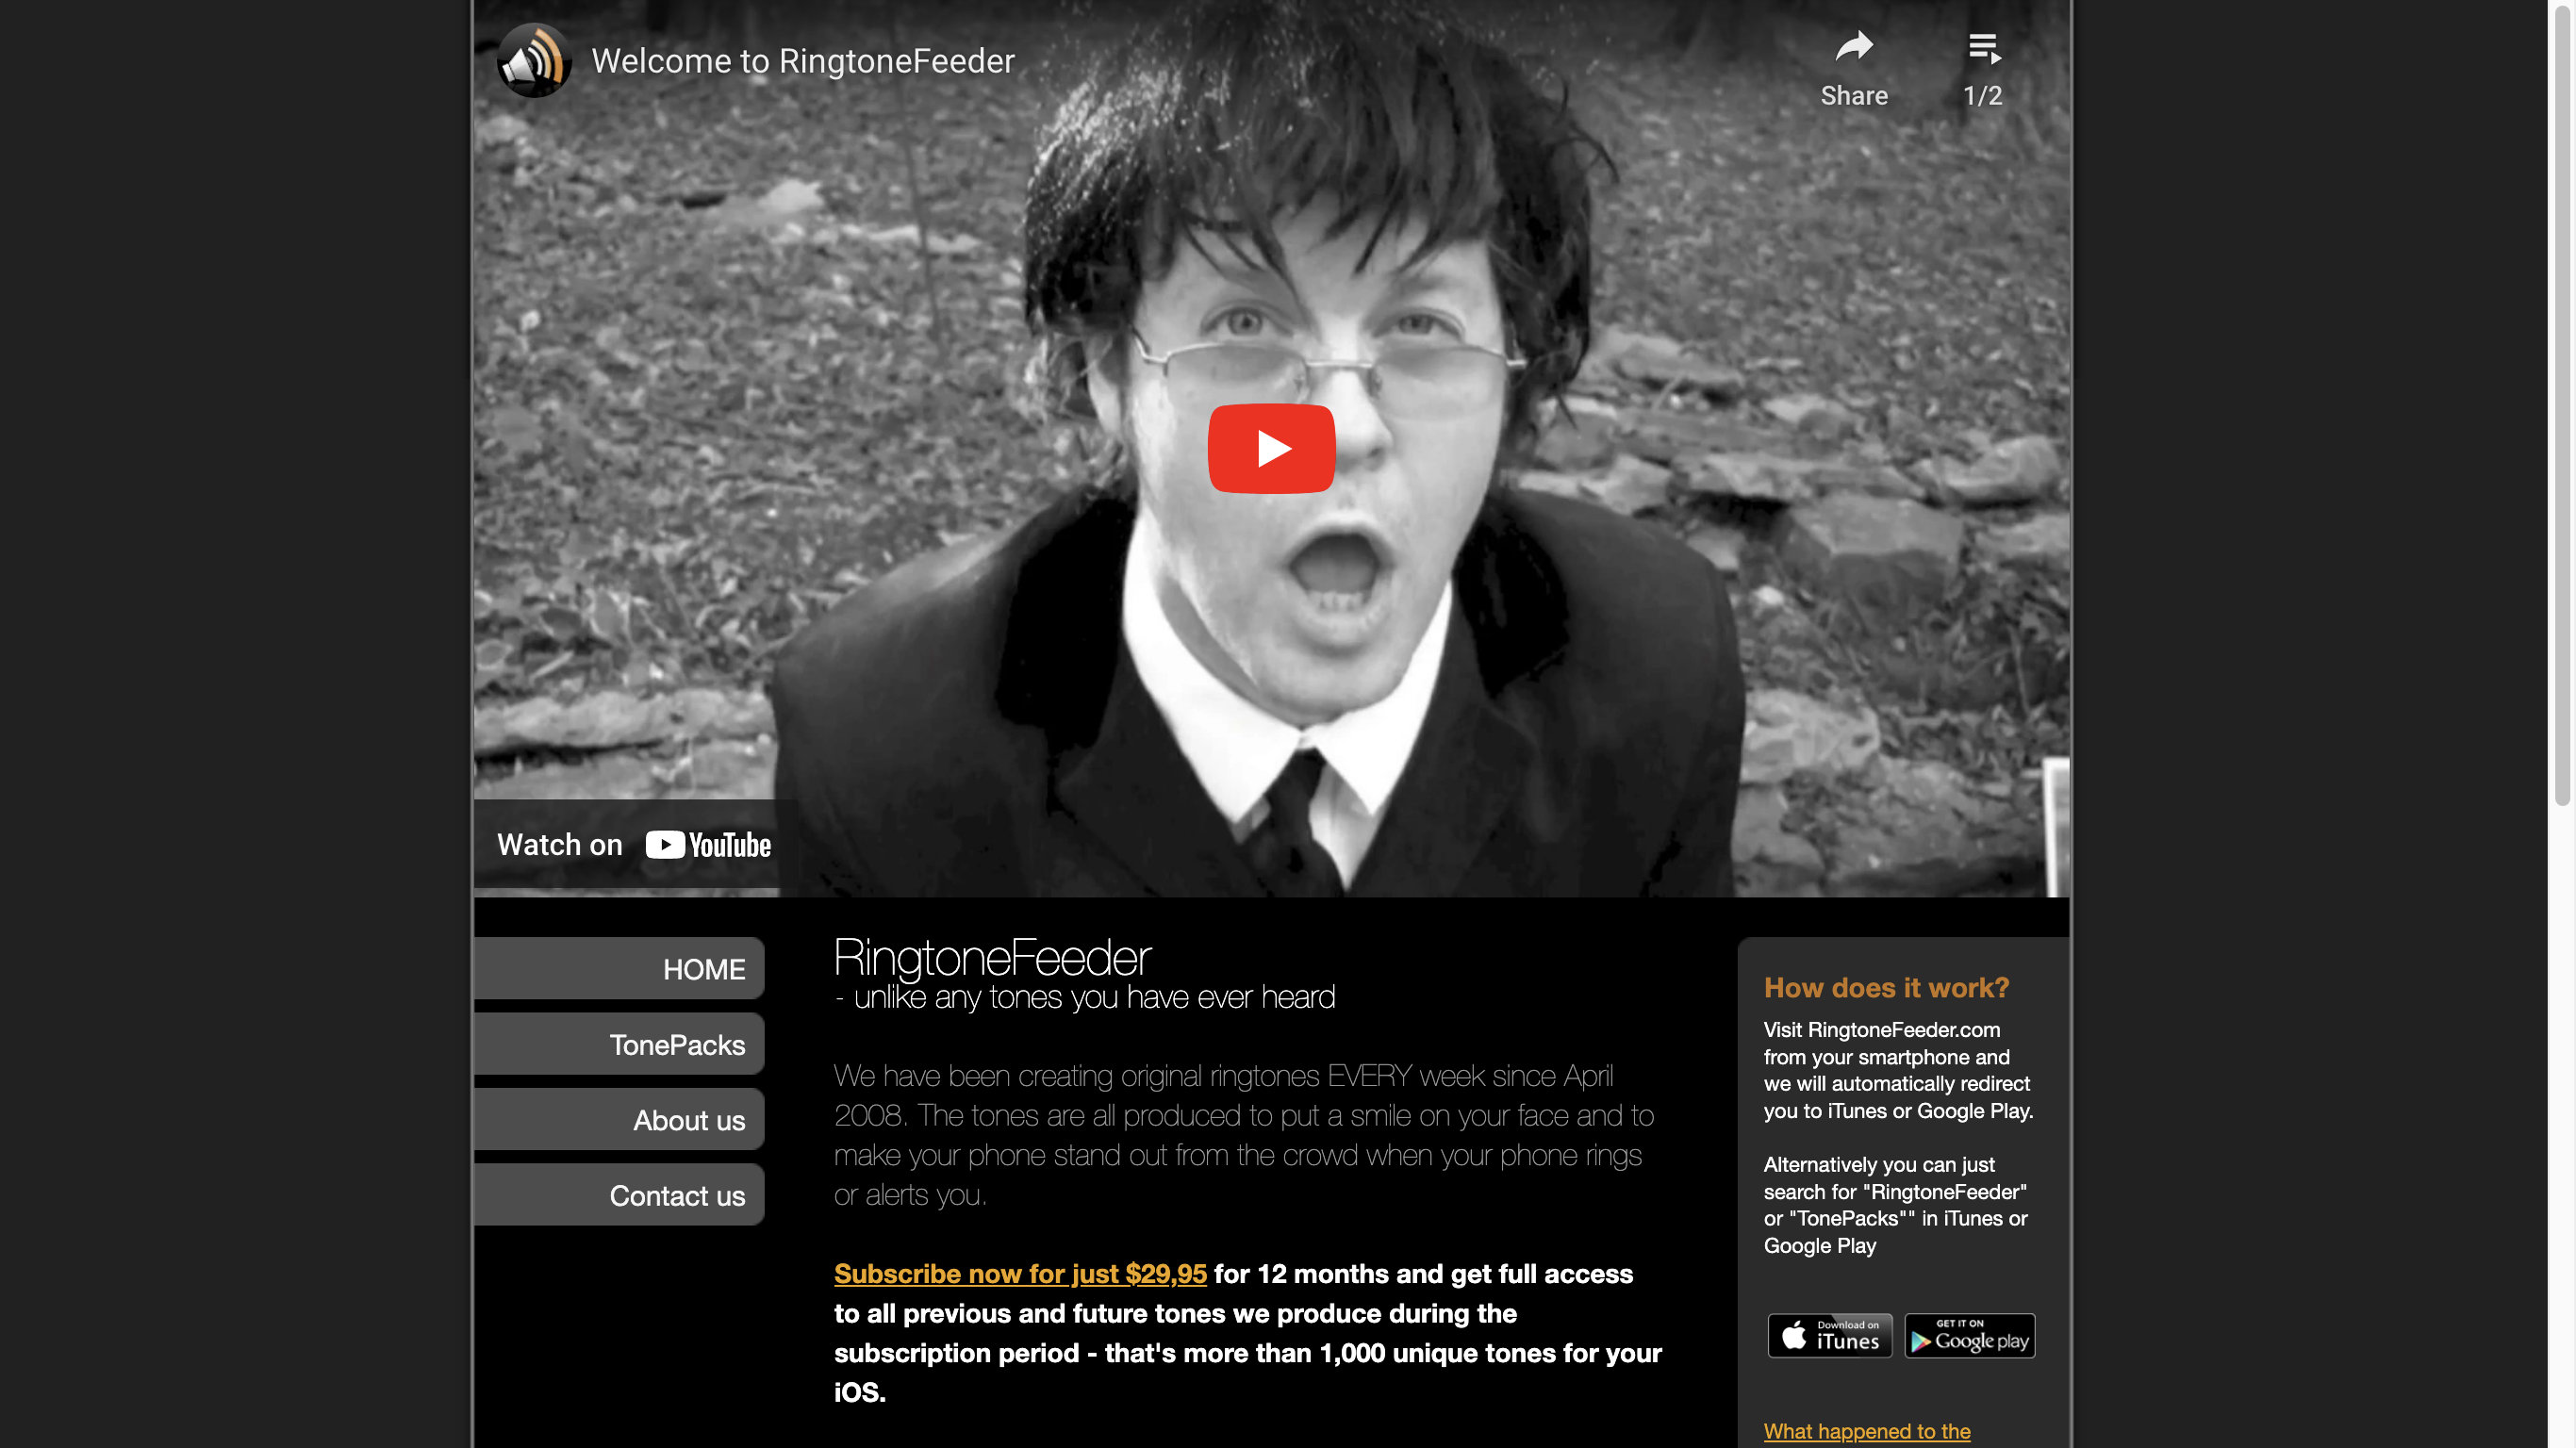 Welcome to RingtoneFeeder
Share
1/2
Watch on YouTube
HOME
TonePacks
About us
Contact us
RingtoneFeeder
- unlike any tones you have ever heard
We have been creating original ringtones EVERY week since April
2008. The tones are all produced to put a smile on your face and to
make your phone stand out from the crowd when your phone rings
or alerts you.
Subscribe now for just $29,95 for 12 months and get full access
to all previous and future tones we produce during the
subscription period - that's more than 1,000 unique tones for your
iOS.
How does it work?
Visit RingtoneFeeder.com
from your smartphone and
we will automatically redirect
you to iTunes or Google Play.
Alternatively you can just
search for "RingtoneFeeder"
or "TonePacks"" in iTunes or
Google Play
Download on
iTunes
GET IT ON
Google play
What happened to the